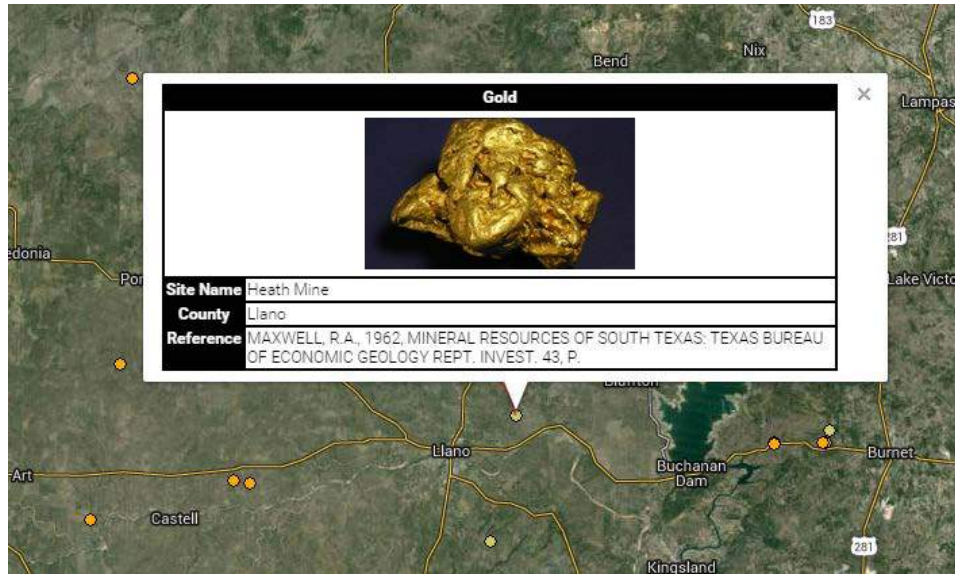 183
Nix
Bend
Lampas
Gold
×
281
edonia
Por
Lake Victo
Site Name Heath Mine
County Llano
Reference MAXWELL, R.A., 1962, MINERAL RESOURCES OF SOUTH TEXAS: TEXAS BUREAU
OF ECONOMIC GEOLOGY REPT. INVEST. 43, P.
Llano
Burnet
Buchanan
Dam
Art
Castell
281
Kingsland